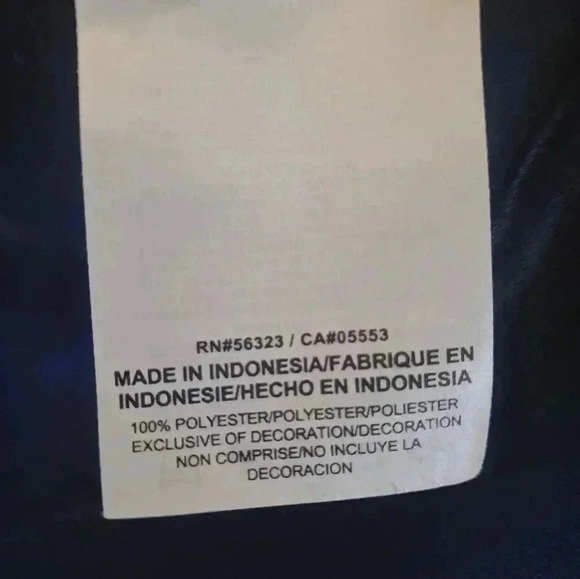 RN#56323 / CA#05553
MADE IN INDONESIA/FABRIQUE EN
INDONESIE/HECHO EN INDONESIA
100% POLYESTER/POLYESTER/POLIESTER
EXCLUSIVE OF DECORATION/DECORATION
NON COMPRISE/NO INCLUYE LA
DECORACION